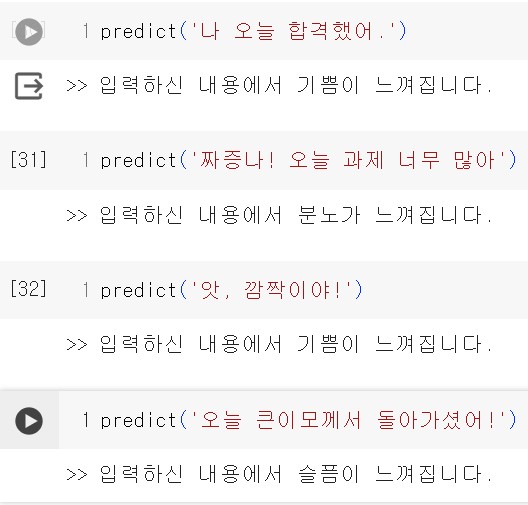 1 predict('나 오늘 합격했어.')
>> 입력하신 내용에서 기쁨이 느껴집니다.
[31] 1 predict('짜증나! 오늘 과제 너무 많아')
>> 입력하신 내용에서 분노가 느껴집니다.
[32] 1 predict('앗, 깜짝이야!')
>> 입력하신 내용에서 기쁨이 느껴집니다.
1 predict('오늘 큰이모께서 돌아가셨어!')
>> 입력하신 내용에서 슬픔이 느껴집니다.